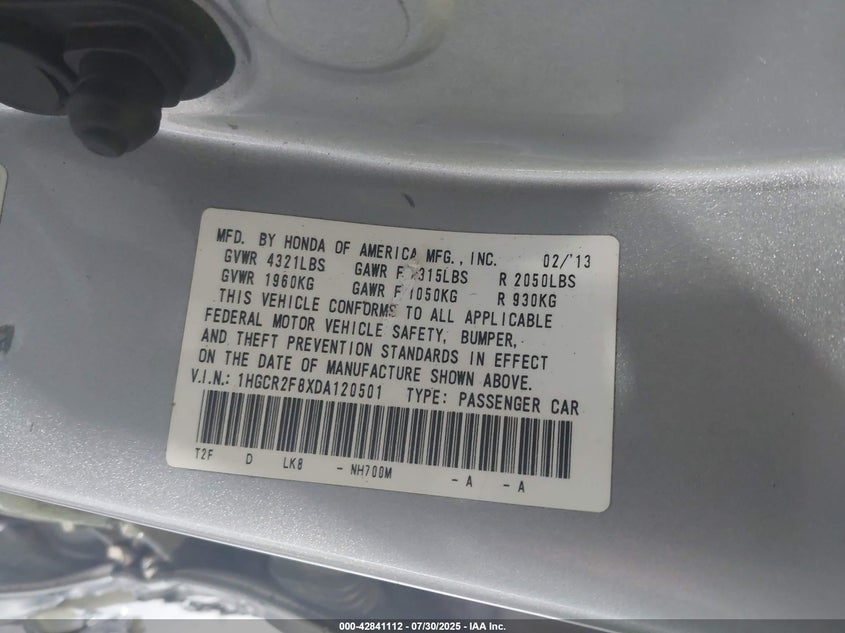 MFD. BY HONDA OF AMERICA MFG., INC. 02/'13
GVWR 4321LBS GAWR F 315LBS R 2050LBS
GVWR 1960KG GAWR F 1050KG R 930KG
THIS VEHICLE CONFORMS TO ALL APPLICABLE
FEDERAL MOTOR VEHICLE SAFETY, BUMPER,
AND THEFT PREVENTION STANDARDS IN EFFECT
ON THE DATE OF MANUFACTURE SHOWN ABOVE.
V.I.N.: 1HGCR2F8XDA120501 TYPE: PASSENGER CAR
T2F D LK8 - NH700M - A - A
000-42841112 - 07/30/2025 - IAA Inc.